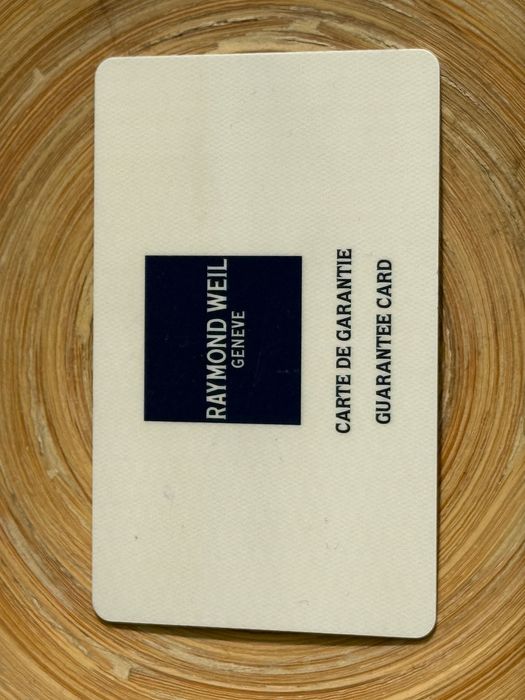 RAYMOND WEIL
GENEVE
CARTE DE GARANTIE
GUARANTEE CARD